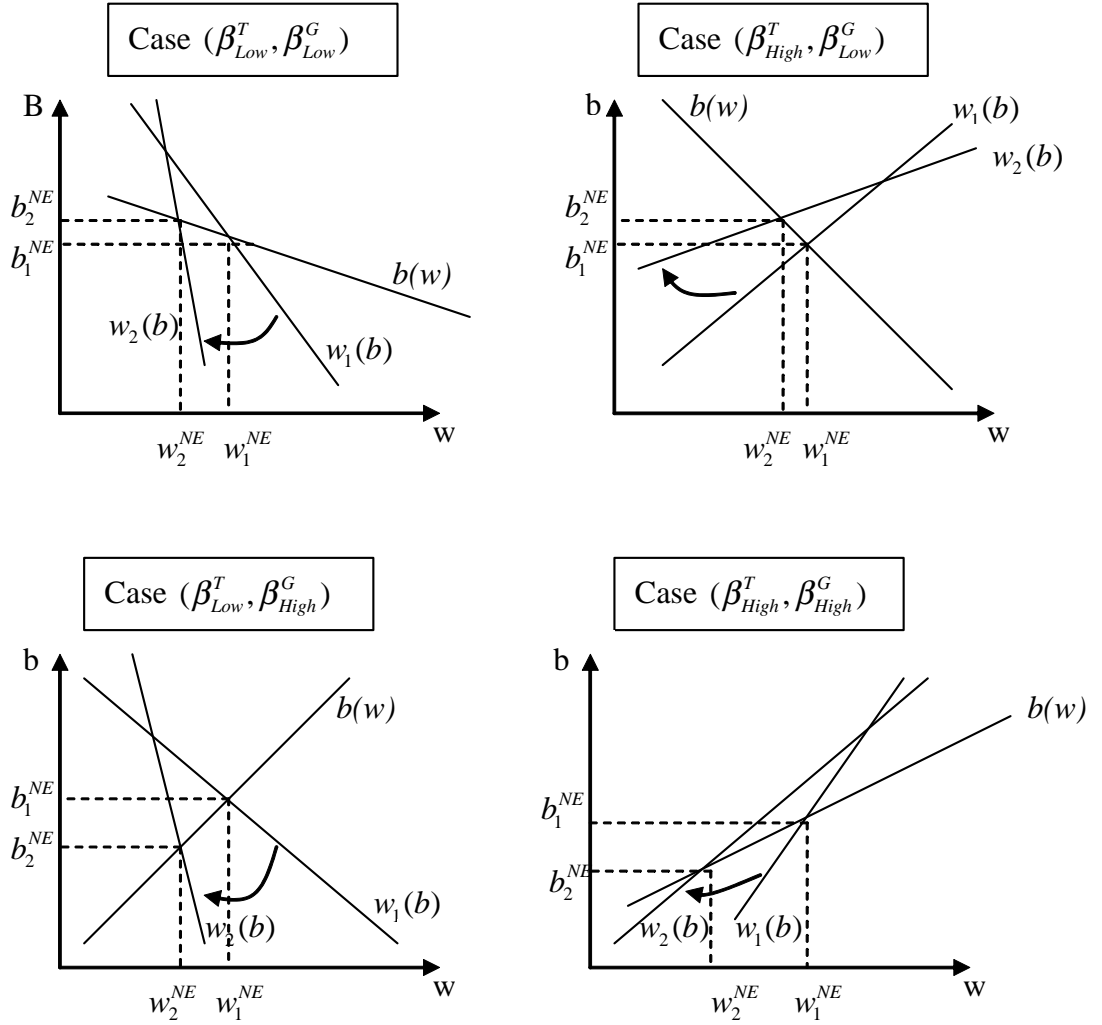 Case (β^T_Low, β^G_Low)
B
b_2^NE
b_1^NE
b(w)
w_2(b)
w_1(b)
w
w_2^NE w_1^NE
Case (β^T_High, β^G_Low)
b
b(w)
w_1(b)
w_2(b)
b_2^NE
b_1^NE
w
w_2^NE w_1^NE
Case (β^T_Low, β^G_High)
b
b(w)
b_1^NE
b_2^NE
w_1(b)
w_2(b)
w
w_2^NE w_1^NE
Case (β^T_High, β^G_High)
b
b(w)
b_1^NE
b_2^NE
w_2(b) w_1(b)
w
w_2^NE w_1^NE